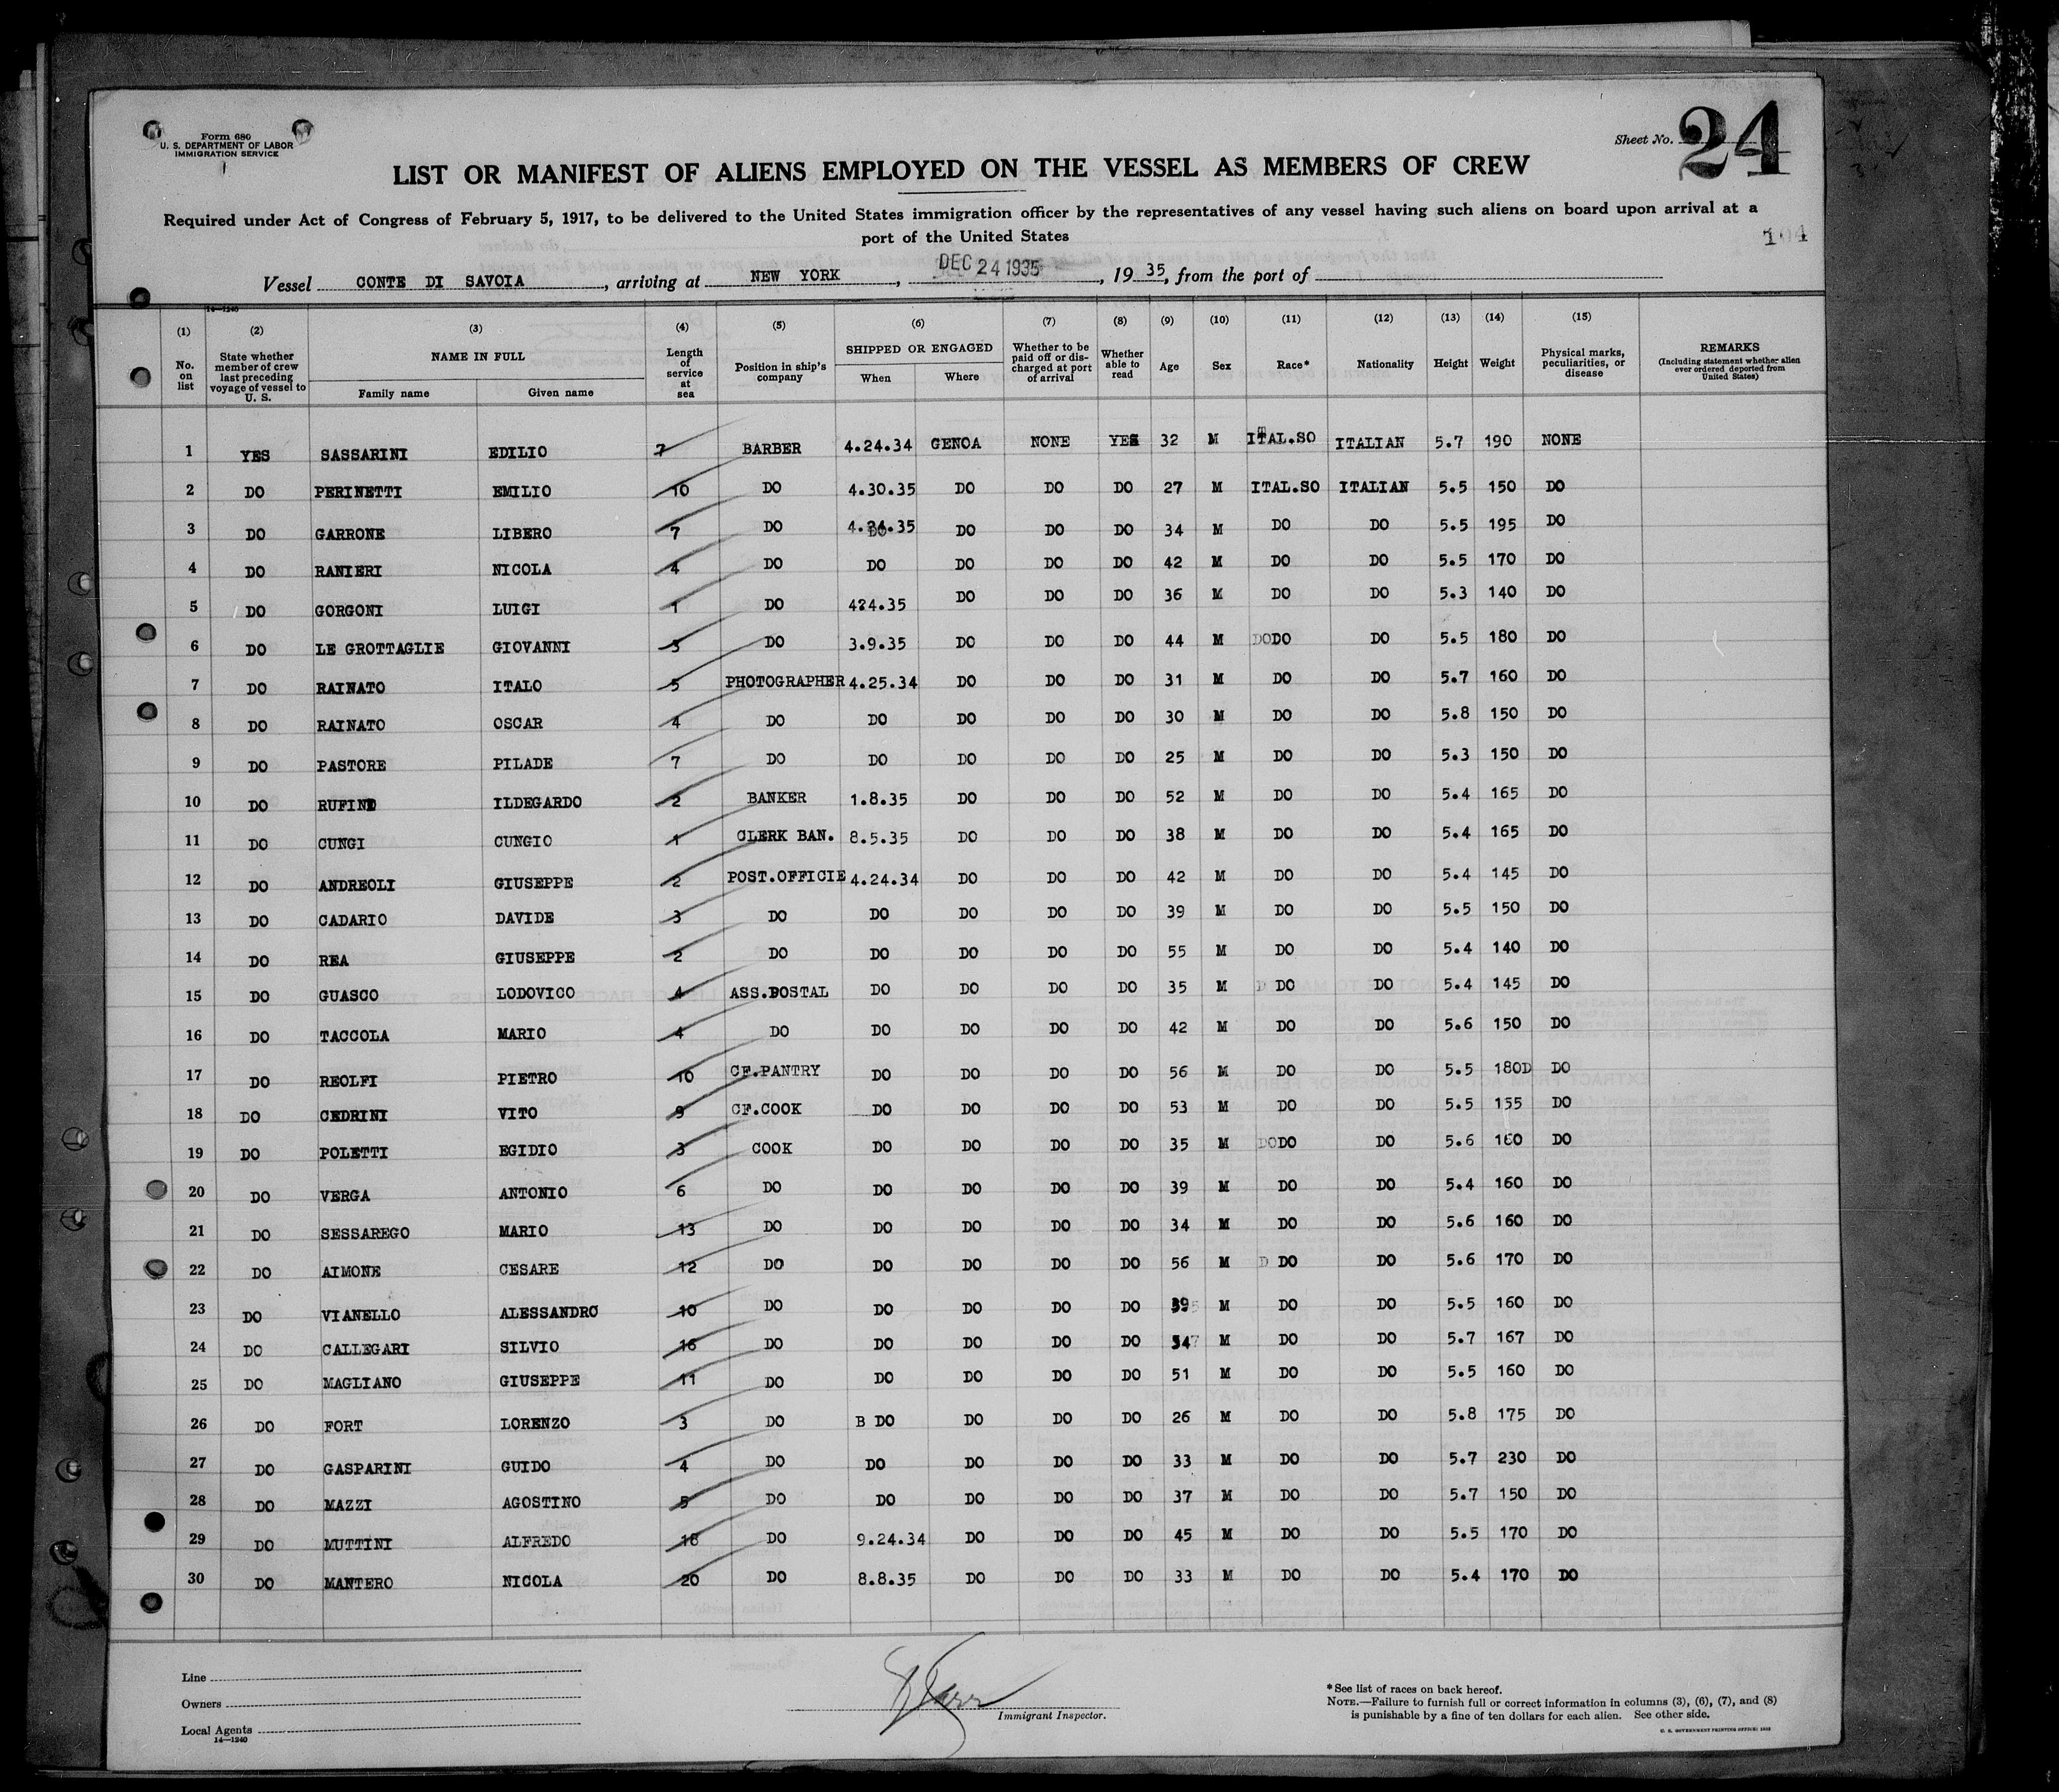 Form 680
U. S. DEPARTMENT OF LABOR
IMMIGRATION SERVICE
Sheet No. 24
LIST OR MANIFEST OF ALIENS EMPLOYED ON THE VESSEL AS MEMBERS OF CREW
Required under Act of Congress of February 5, 1917, to be delivered to the United States immigration officer by the representatives of any vessel having such aliens on board upon arrival at a
port of the United States
104
Vessel CONTE DI SAVOIA, arriving at NEW YORK, DEC 24 1935, 19 35, from the port of
14—1240
(1) (2) (3) (4) (5) (6) (7) (8) (9) (10) (11) (12) (13) (14) (15)
No. on list State whether member of crew last preceding voyage of vessel to U. S. NAME IN FULL Family name Given name Length of service at sea Position in ship's company SHIPPED OR ENGAGED When Where Whether to be paid off or discharged at port of arrival Whether able to read Age Sex Race* Nationality Height Weight Physical marks, peculiarities, or disease REMARKS (Including statement whether alien ever ordered deported from United States)
1 YES SASSARINI EDILIO 7 BARBER 4.24.34 GENOA NONE YES 32 M ITAL.SO ITALIAN 5.7 190 NONE
2 DO PERINETTI EMILIO 10 DO 4.30.35 DO DO DO 27 M ITAL.SO ITALIAN 5.5 150 DO
3 DO GARRONE LIBERO 7 DO 4.24.35 DO DO DO 34 M DO DO 5.5 195 DO
4 DO RANIERI NICOLA 4 DO DO DO DO DO 42 M DO DO 5.5 170 DO
5 DO GORGONI LUIGI 1 DO 424.35 DO DO DO 36 M DO DO 5.3 140 DO
6 DO LE GROTTAGLIE GIOVANNI 3 DO 3.9.35 DO DO DO 44 M DODO DO 5.5 180 DO
7 DO RAINATO ITALO 5 PHOTOGRAPHER 4.25.34 DO DO DO 31 M DO DO 5.7 160 DO
8 DO RAINATO OSCAR 4 DO DO DO DO DO 30 M DO DO 5.8 150 DO
9 DO PASTORE PILADE 7 DO DO DO DO DO 25 M DO DO 5.3 150 DO
10 DO RUFINO ILDEGARDO 2 BANKER 1.8.35 DO DO DO 52 M DO DO 5.4 165 DO
11 DO CUNGI CUNGIO 1 CLERK BAN. 8.5.35 DO DO DO 38 M DO DO 5.4 165 DO
12 DO ANDREOLI GIUSEPPE 2 POST.OFFICIE 4.24.34 DO DO DO 42 M DO DO 5.4 145 DO
13 DO CADARIO DAVIDE 3 DO DO DO DO DO 39 M DO DO 5.5 150 DO
14 DO REA GIUSEPPE 2 DO DO DO DO DO 55 M DO DO 5.4 140 DO
15 DO GUASCO LODOVICO 4 ASS.POSTAL DO DO DO DO 35 M D DO DO 5.4 145 DO
16 DO TACCOLA MARIO 4 DO DO DO DO DO 42 M DO DO 5.6 150 DO
17 DO REOLFI PIETRO 10 CF.PANTRY DO DO DO DO 56 M DO DO 5.5 180D DO
18 DO CEDRINI VITO 9 CF.COOK DO DO DO DO 53 M DO DO 5.5 155 DO
19 DO POLETTI EGIDIO 3 COOK DO DO DO DO 35 M DODO DO 5.6 160 DO
20 DO VERGA ANTONIO 6 DO DO DO DO DO 39 M DO DO 5.4 160 DO
21 DO SESSAREGO MARIO 13 DO DO DO DO DO 34 M DO DO 5.6 160 DO
22 DO AIMONE CESARE 12 DO DO DO DO DO 56 M D DO DO 5.6 170 DO
23 DO VIANELLO ALESSANDRO 10 DO DO DO DO DO 39 M DO DO 5.5 160 DO
24 DO CALLEGARI SILVIO 16 DO DO DO DO DO M DO DO 5.7 167 DO
25 DO MAGLIANO GIUSEPPE 11 DO DO DO DO DO 51 M DO DO 5.5 160 DO
26 DO FORT LORENZO 3 DO B DO DO DO DO 26 M DO DO 5.8 175 DO
27 DO GASPARINI GUIDO 4 DO DO DO DO DO 33 M DO DO 5.7 230 DO
28 DO MAZZI AGOSTINO 5 DO DO DO DO DO 37 M DO DO 5.7 150 DO
29 DO MUTTINI ALFREDO 18 DO 9.24.34 DO DO DO 45 M DO DO 5.5 170 DO
30 DO MANTERO NICOLA 20 DO 8.8.35 DO DO DO 33 M DO DO 5.4 170 DO
Line
Owners
Local Agents
14—1240
Immigrant Inspector.
*See list of races on back hereof.
NOTE.—Failure to furnish full or correct information in columns (3), (6), (7), and (8)
is punishable by a fine of ten dollars for each alien. See other side.